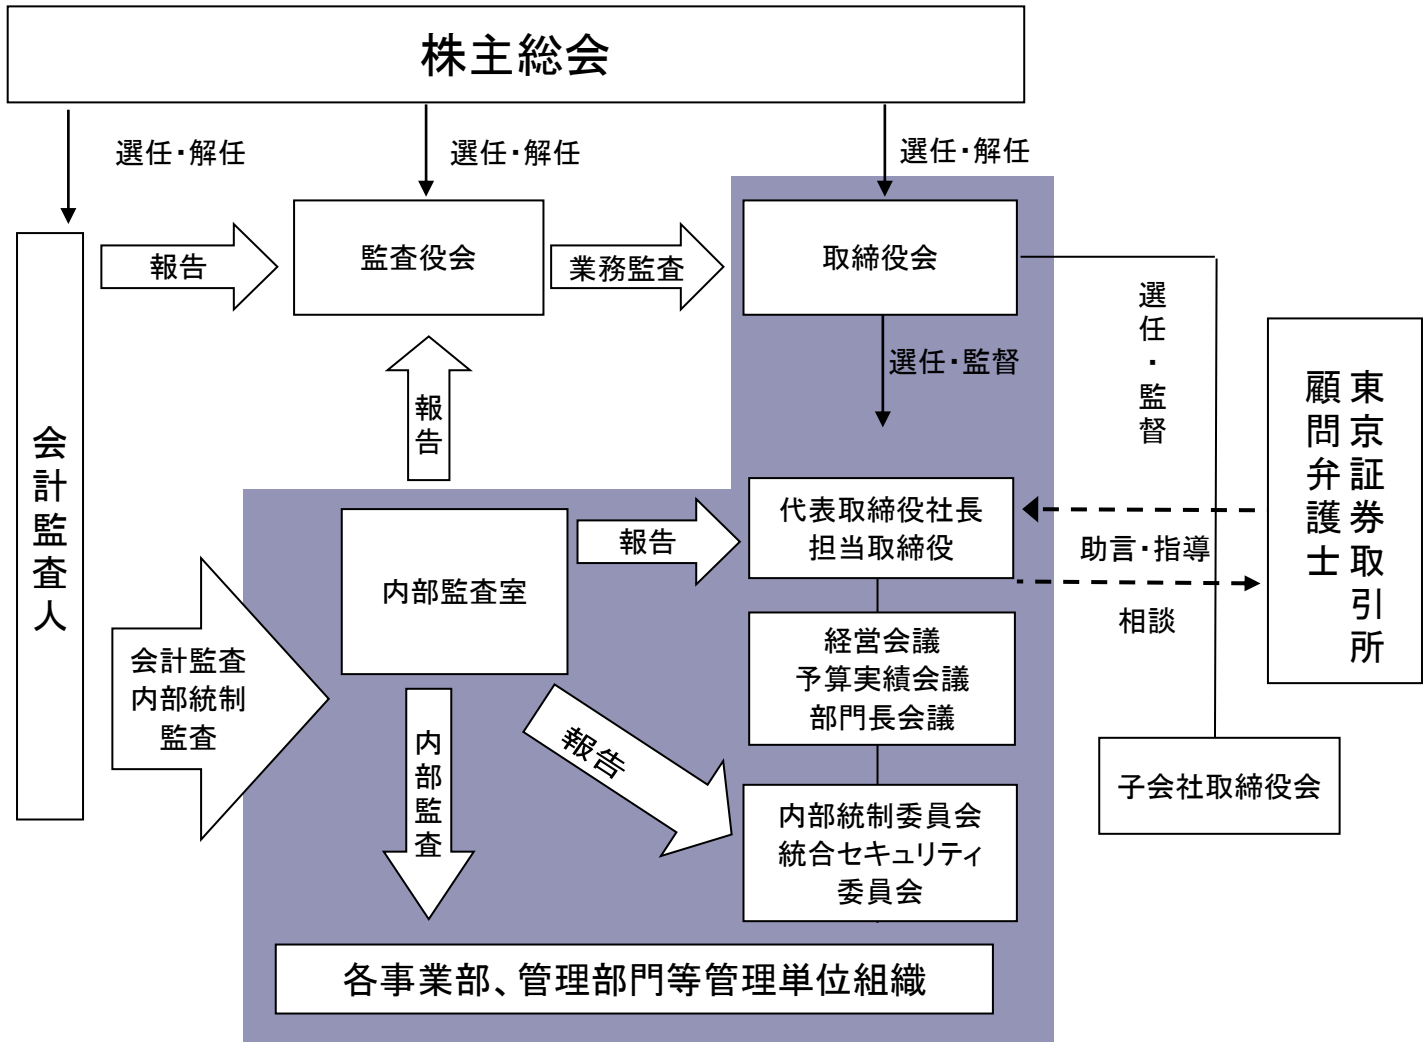 株主総会
選任・解任
選任・解任
選任・解任
報告
監査役会
業務監査
取締役会
選任・監督
選任・監督
報告
会計監査人
東京証券取引所
顧問弁護士
内部監査室
報告
代表取締役社長
担当取締役
助言・指導
相談
会計監査
内部統制
監査
経営会議
予算実績会議
部門長会議
内部監査
報告
内部統制委員会
統合セキュリティ
委員会
子会社取締役会
各事業部、管理部門等管理単位組織